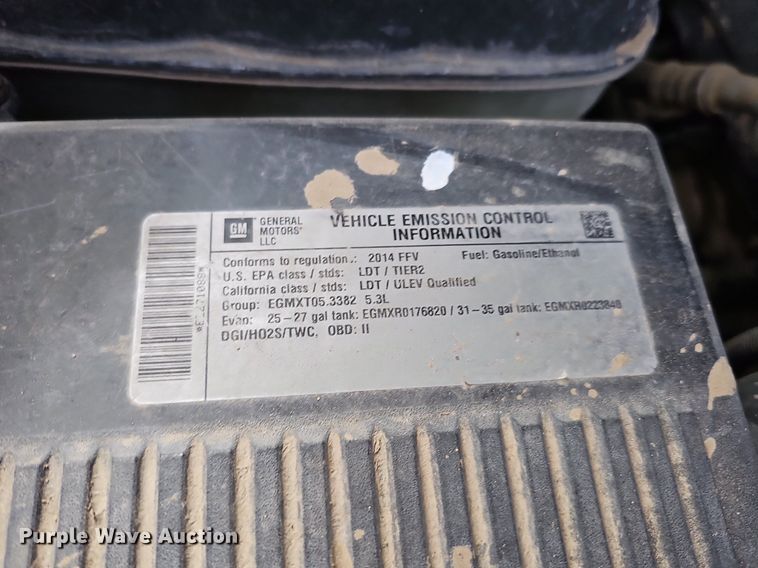 GM
GENERAL
MOTORS
LLC
VEHICLE EMISSION CONTROL
INFORMATION
Conforms to regulation.: 2014 FFV Fuel: Gasoline/Ethanol
U.S. EPA class / stds: LDT / TIER2
California class / stds: LDT / ULEV Qualified
Group: EGMXT05.3382 5.3L
Evap: 25-27 gal tank: EGMXR0176820 / 31-35 gal tank: EGMXR0223840
DGI/HO2S/TWC, OBD: II
Purple Wave Auction